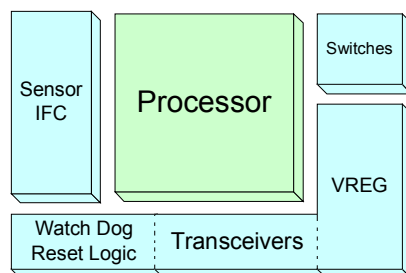 Sensor
IFC
Processor
Switches
VREG
Watch Dog
Reset Logic
Transceivers